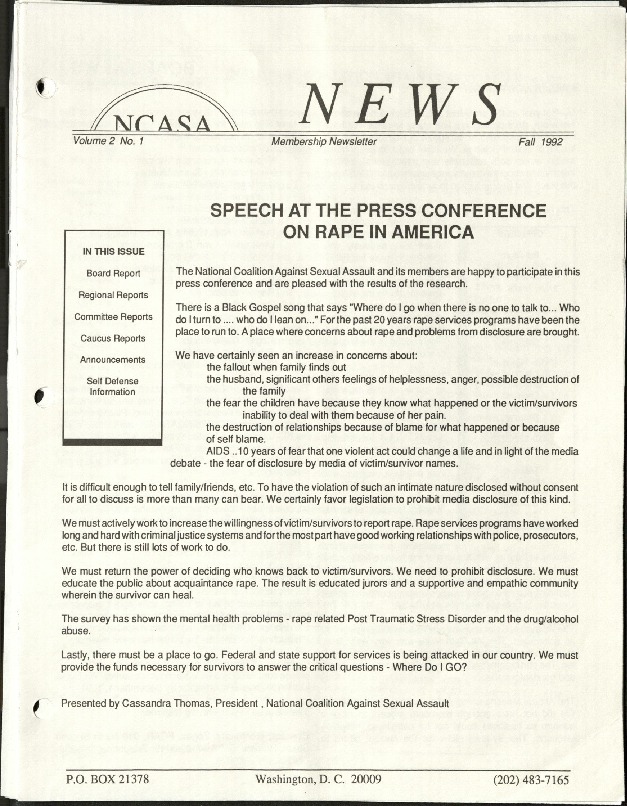 NCASA
NEWS
Volume 2 No. 1
Membership Newsletter
Fall 1992
SPEECH AT THE PRESS CONFERENCE
ON RAPE IN AMERICA
IN THIS ISSUE
Board Report
Regional Reports
Committee Reports
Caucus Reports
Announcements
Self Defense
Information
The National Coalition Against Sexual Assault and its members are happy to participate in this
press conference and are pleased with the results of the research.
There is a Black Gospel song that says "Where do I go when there is no one to talk to... Who
do I turn to .... who do I lean on..." For the past 20 years rape services programs have been the
place to run to. A place where concerns about rape and problems from disclosure are brought.
We have certainly seen an increase in concerns about:
the fallout when family finds out
the husband, significant others feelings of helplessness, anger, possible destruction of
the family
the fear the children have because they know what happened or the victim/survivors
inability to deal with them because of her pain.
the destruction of relationships because of blame for what happened or because
of self blame.
AIDS ..10 years of fear that one violent act could change a life and in light of the media
debate - the fear of disclosure by media of victim/survivor names.
It is difficult enough to tell family/friends, etc. To have the violation of such an intimate nature disclosed without consent
for all to discuss is more than many can bear. We certainly favor legislation to prohibit media disclosure of this kind.
We must actively work to increase the willingness of victim/survivors to report rape. Rape services programs have worked
long and hard with criminal justice systems and for the most part have good working relationships with police, prosecutors,
etc. But there is still lots of work to do.
We must return the power of deciding who knows back to victim/survivors. We need to prohibit disclosure. We must
educate the public about acquaintance rape. The result is educated jurors and a supportive and empathic community
wherein the survivor can heal.
The survey has shown the mental health problems - rape related Post Traumatic Stress Disorder and the drug/alcohol
abuse.
Lastly, there must be a place to go. Federal and state support for services is being attacked in our country. We must
provide the funds necessary for survivors to answer the critical questions - Where Do I GO?
Presented by Cassandra Thomas, President , National Coalition Against Sexual Assault
P.O. BOX 21378
Washington, D. C. 20009
(202) 483-7165